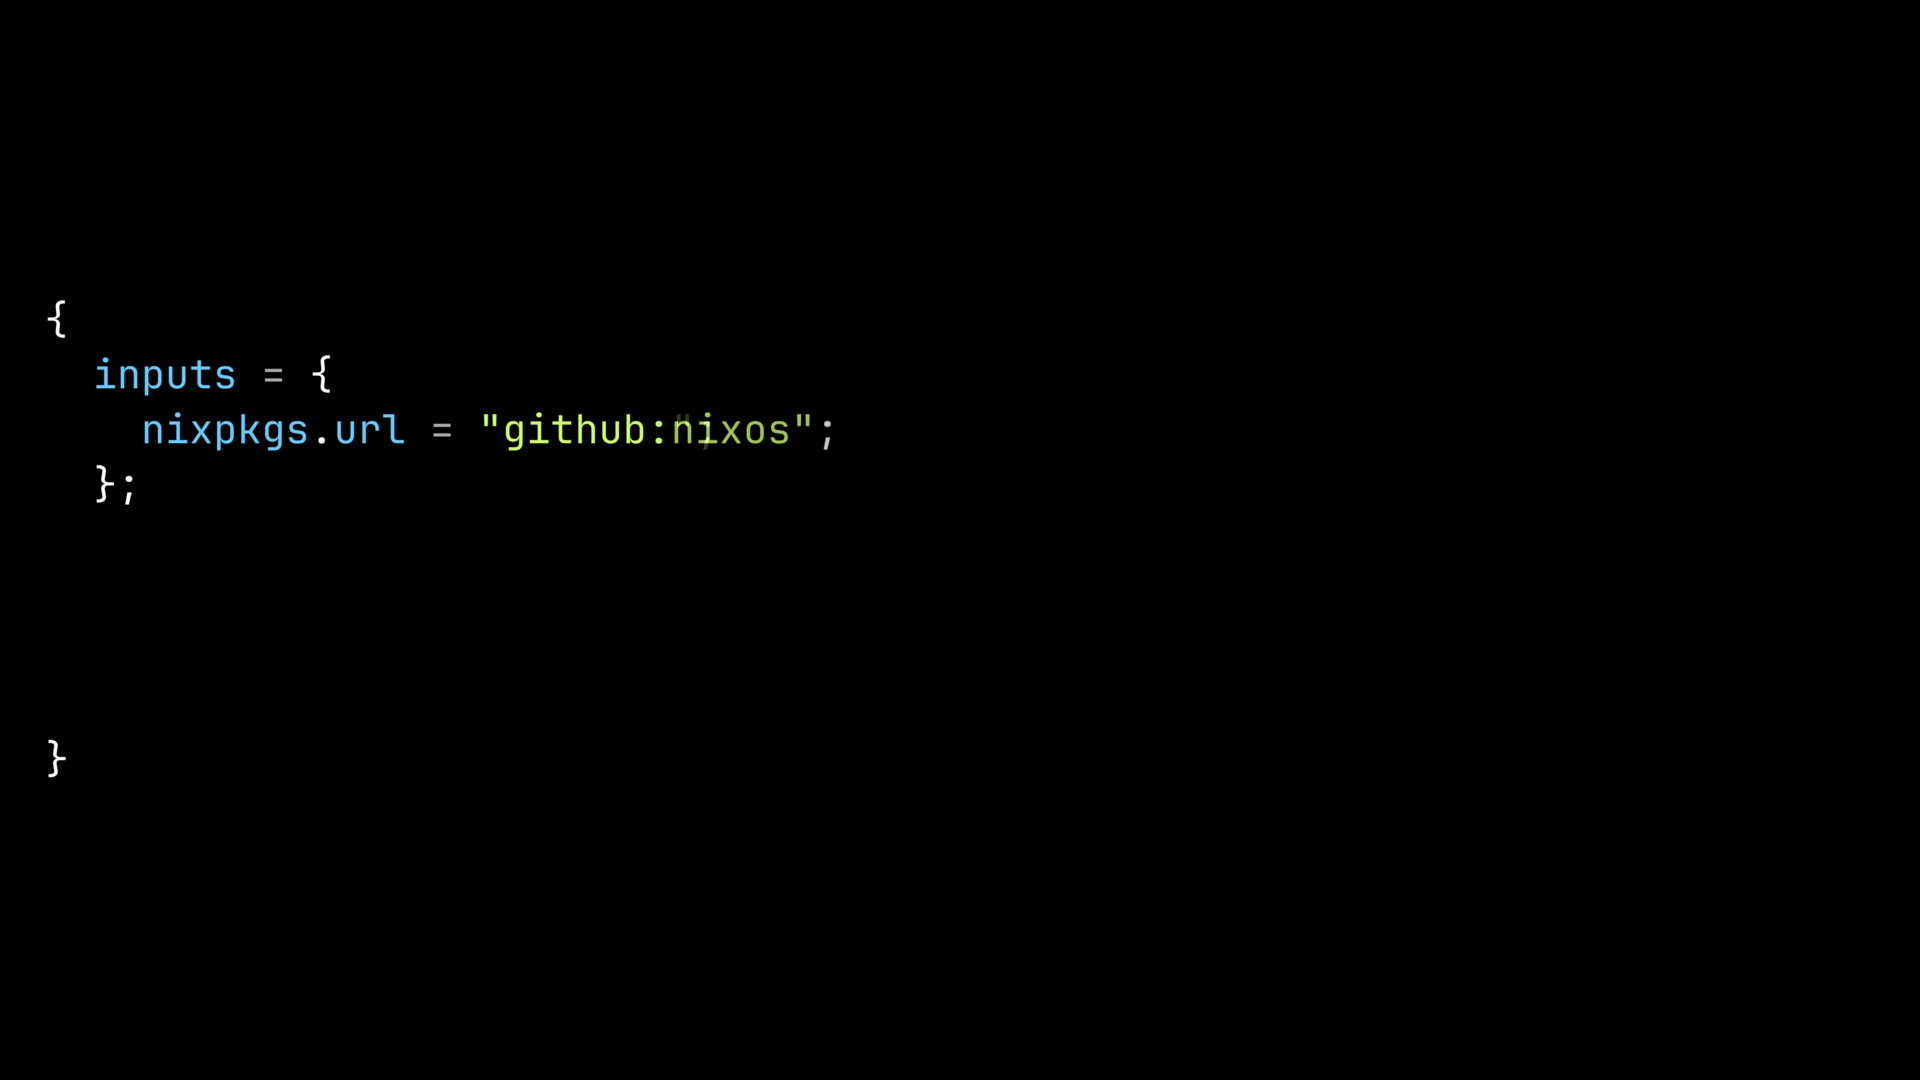 {
  inputs = {
    nixpkgs.url = "github:nixos";
  };
}